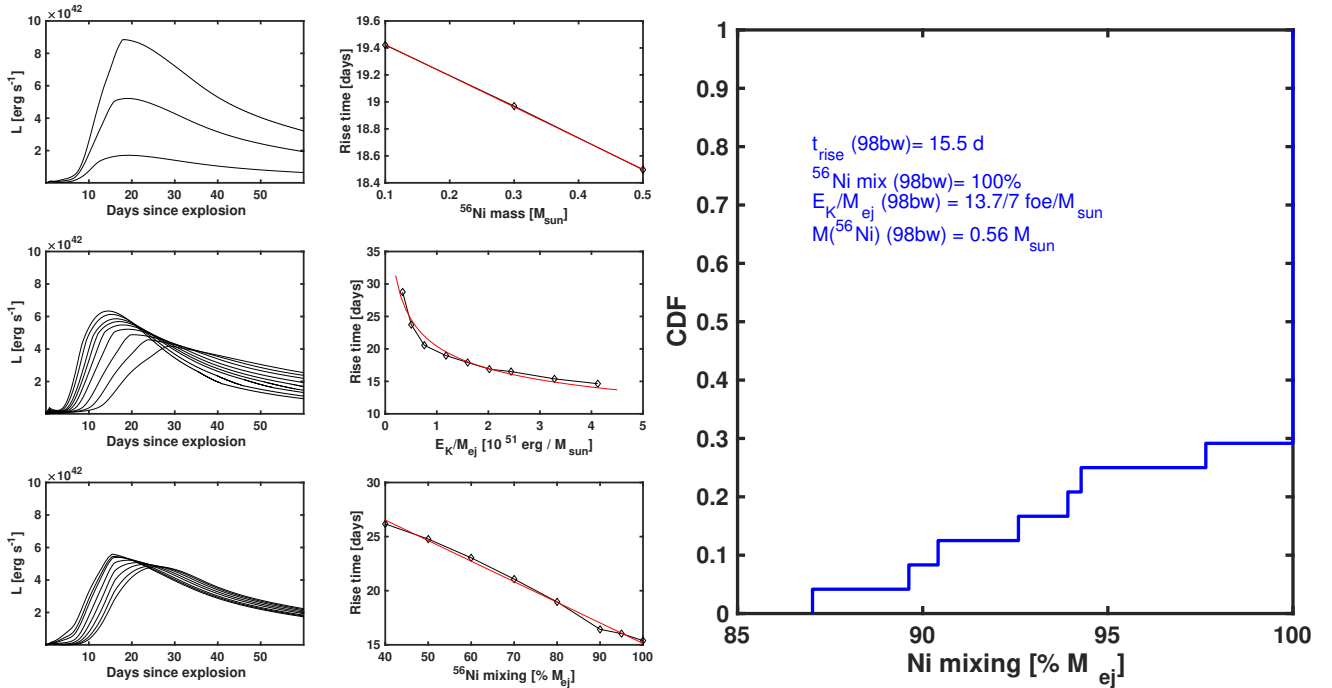 ×10^42
10
8
6
4
2
L [erg s^-1]
10 20 30 40 50
Days since explosion
19.6
19.4
19.2
19
18.8
18.6
18.4
Rise time [days]
0.1 0.2 0.3 0.4 0.5
^56Ni mass [M_sun]
×10^42
10
8
6
4
2
L [erg s^-1]
10 20 30 40 50
Days since explosion
35
30
25
20
15
10
Rise time [days]
0 1 2 3 4 5
E_K/M_ej [10^51 erg / M_sun]
×10^42
10
8
6
4
2
L [erg s^-1]
10 20 30 40 50
Days since explosion
30
25
20
15
Rise time [days]
40 50 60 70 80 90 100
^56Ni mixing [% M_ej]
1
0.9
0.8
0.7
0.6
0.5
0.4
0.3
0.2
0.1
0
CDF
t_rise (98bw)= 15.5 d
^56Ni mix (98bw)= 100%
E_K/M_ej (98bw) = 13.7/7 foe/M_sun
M(^56Ni) (98bw) = 0.56 M_sun
85 90 95 100
Ni mixing [% M_ej]